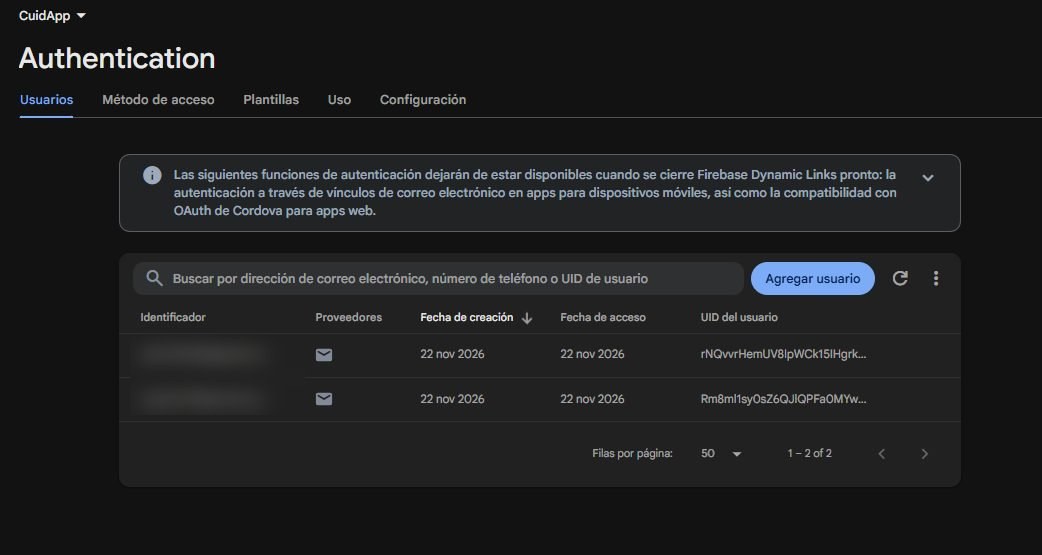 CuidApp
Authentication
Usuarios Método de acceso Plantillas Uso Configuración
Las siguientes funciones de autenticación dejarán de estar disponibles cuando se cierre Firebase Dynamic Links pronto: la
autenticación a través de vínculos de correo electrónico en apps para dispositivos móviles, así como la compatibilidad con
OAuth de Cordova para apps web.
Buscar por dirección de correo electrónico, número de teléfono o UID de usuario Agregar usuario
Identificador Proveedores Fecha de creación Fecha de acceso UID del usuario
22 nov 2026 22 nov 2026 rNQvvrHemUV8IpWCk15IHgrk...
22 nov 2026 22 nov 2026 Rm8ml1sy0sZ6QJlQPFa0MYw...
Filas por página: 50 1 – 2 of 2